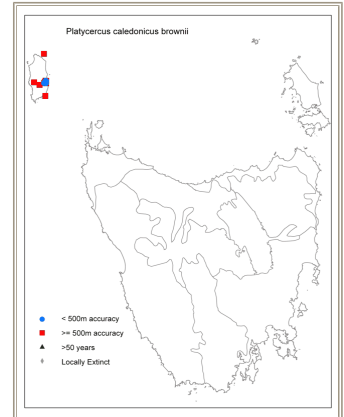 Platycercus caledonicus brownii
< 500m accuracy
>= 500m accuracy
>50 years
Locally Extinct